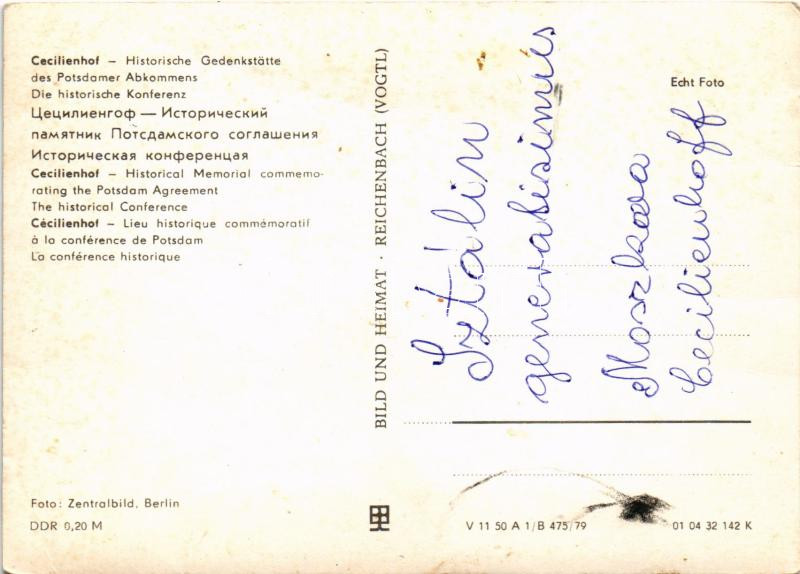 Cecilienhof – Historische Gedenkstätte
des Potsdamer Abkommens
Die historische Konferenz
Цецилиенгоф — Исторический
памятник Потсдамского соглашения
Историческая конференцая
Cecilienhof – Historical Memorial commemo-
rating the Potsdam Agreement
The historical Conference
Cécilienhof – Lieu historique commémoratif
à la conférence de Potsdam
La conférence historique
Foto: Zentralbild, Berlin
DDR 0,20 M
BILD UND HEIMAT · REICHENBACH (VOGTL)
Echt Foto
Sztálin
generalisimus
Moszkva
Cecilienhoff
V 11 50 A 1/B 475/79
01 04 32 142 K